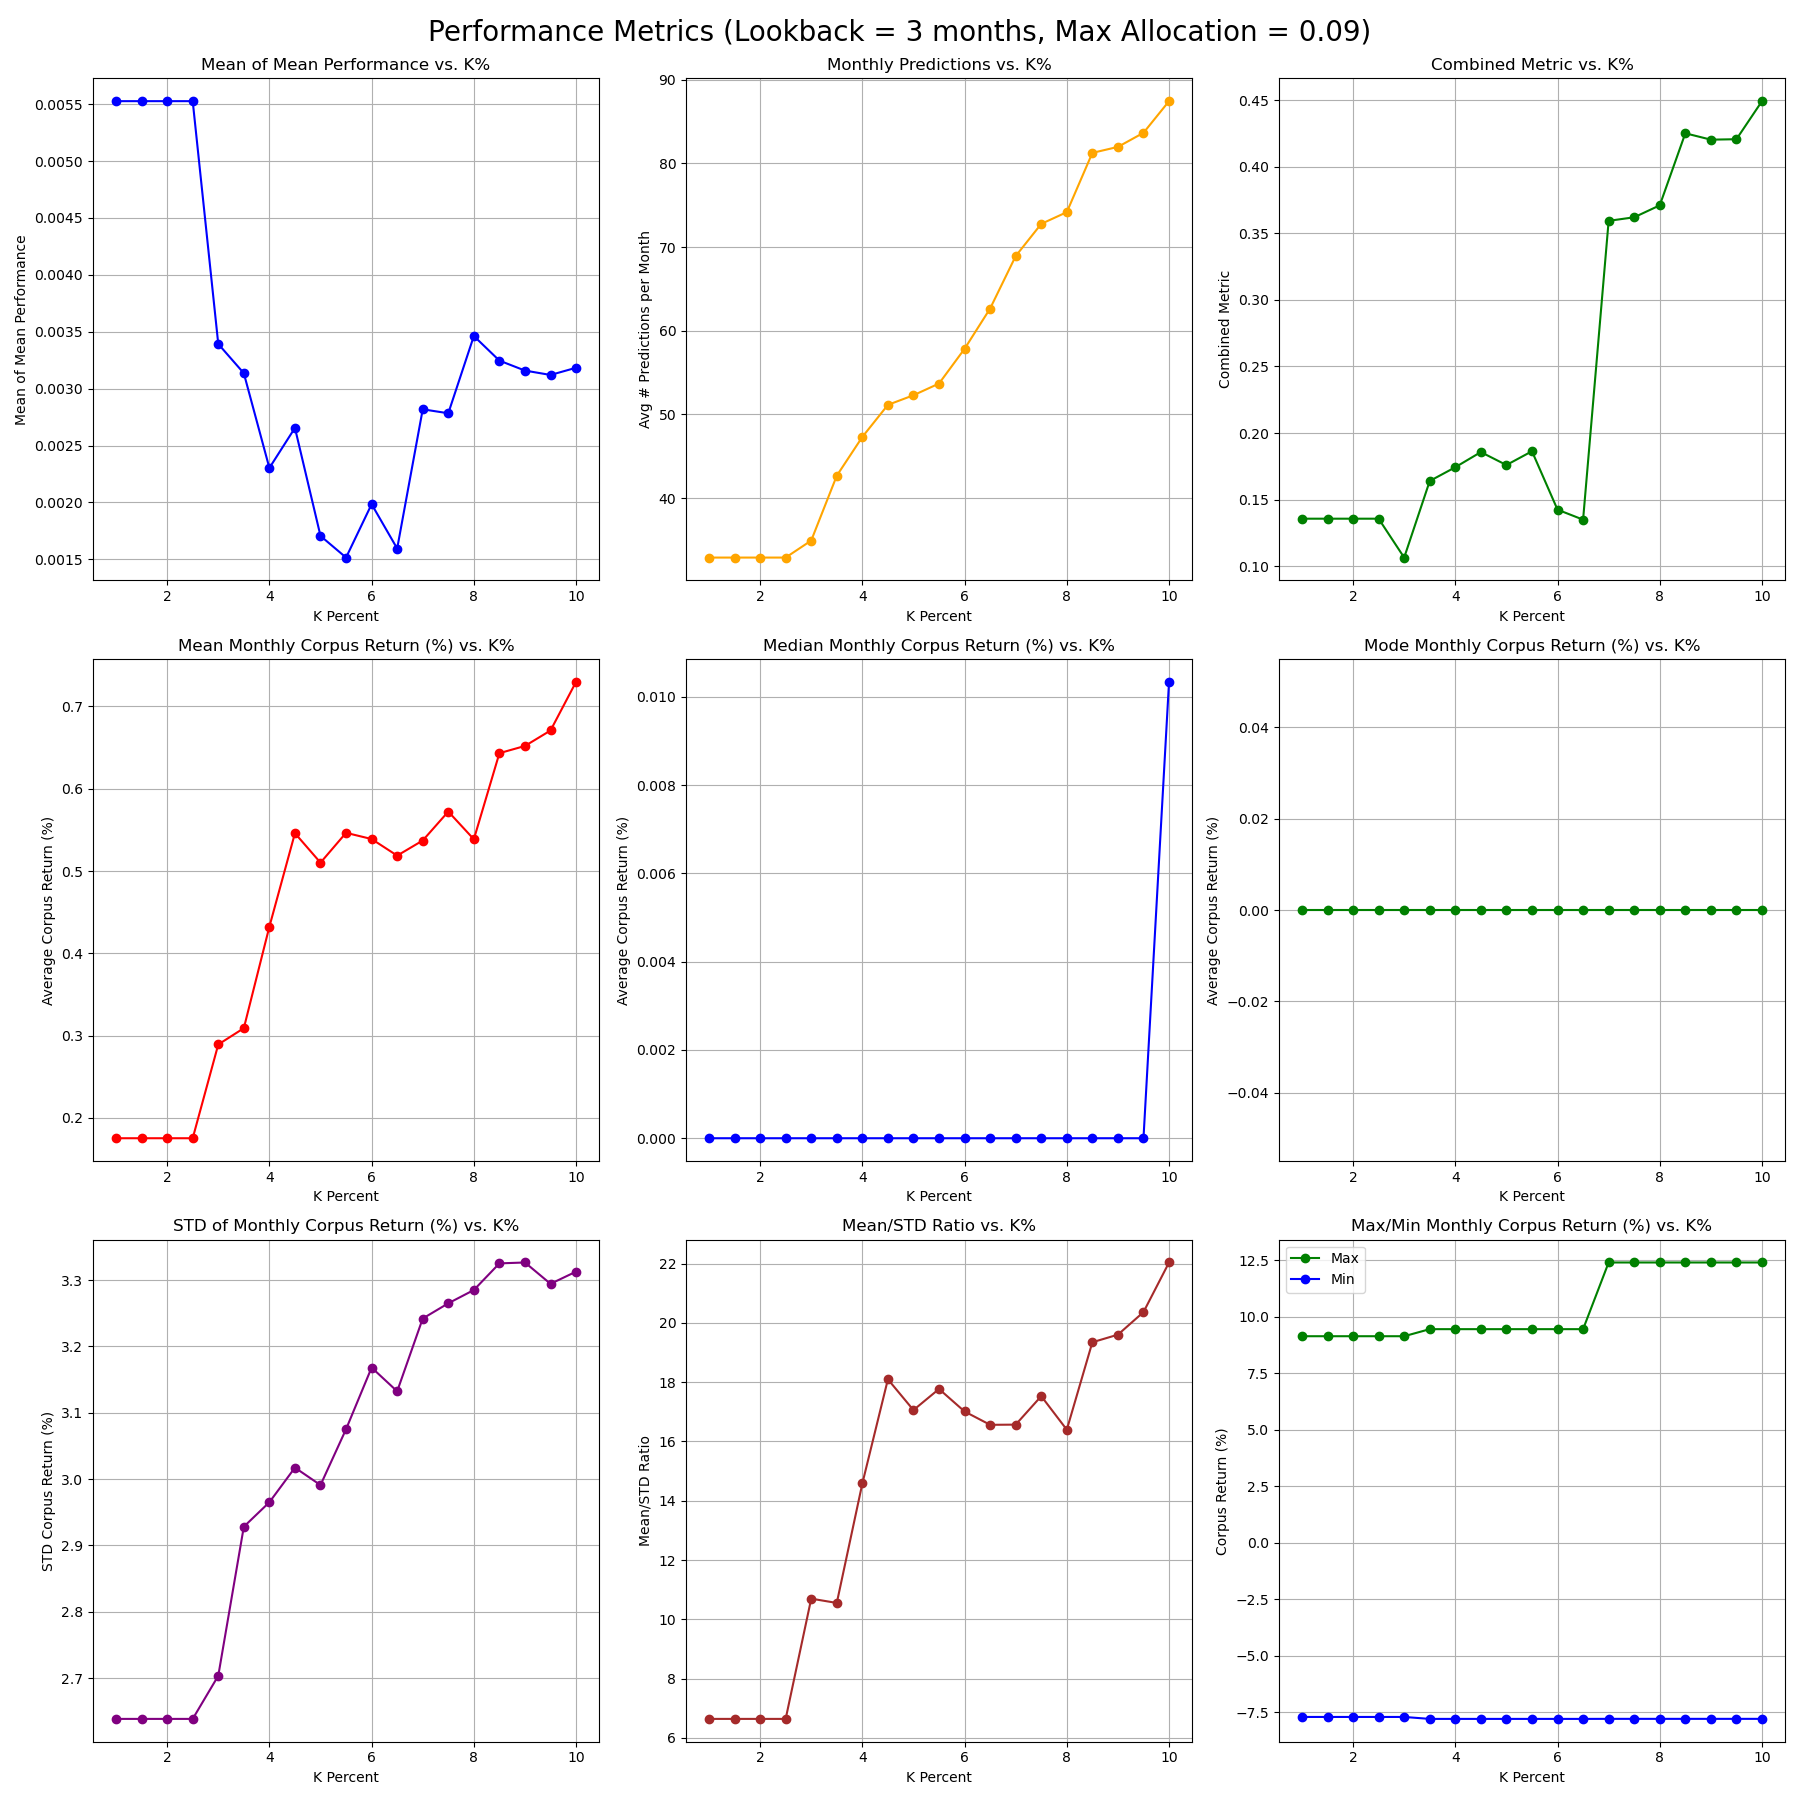 Performance Metrics (Lookback = 3 months, Max Allocation = 0.09)
Mean of Mean Performance vs. K%
Mean of Mean Performance
0.0055
0.0050
0.0045
0.0040
0.0035
0.0030
0.0025
0.0020
0.0015
2 4 6 8 10
K Percent
Monthly Predictions vs. K%
Avg # Predictions per Month
90
80
70
60
50
40
2 4 6 8 10
K Percent
Combined Metric vs. K%
Combined Metric
0.45
0.40
0.35
0.30
0.25
0.20
0.15
0.10
2 4 6 8 10
K Percent
Mean Monthly Corpus Return (%) vs. K%
Average Corpus Return (%)
0.7
0.6
0.5
0.4
0.3
0.2
2 4 6 8 10
K Percent
Median Monthly Corpus Return (%) vs. K%
Average Corpus Return (%)
0.010
0.008
0.006
0.004
0.002
0.000
2 4 6 8 10
K Percent
Mode Monthly Corpus Return (%) vs. K%
Average Corpus Return (%)
0.04
0.02
0.00
−0.02
−0.04
2 4 6 8 10
K Percent
STD of Monthly Corpus Return (%) vs. K%
STD Corpus Return (%)
3.3
3.2
3.1
3.0
2.9
2.8
2.7
2 4 6 8 10
K Percent
Mean/STD Ratio vs. K%
Mean/STD Ratio
22
20
18
16
14
12
10
8
6
2 4 6 8 10
K Percent
Max/Min Monthly Corpus Return (%) vs. K%
Max
Min
Corpus Return (%)
12.5
10.0
7.5
5.0
2.5
0.0
−2.5
−5.0
−7.5
2 4 6 8 10
K Percent